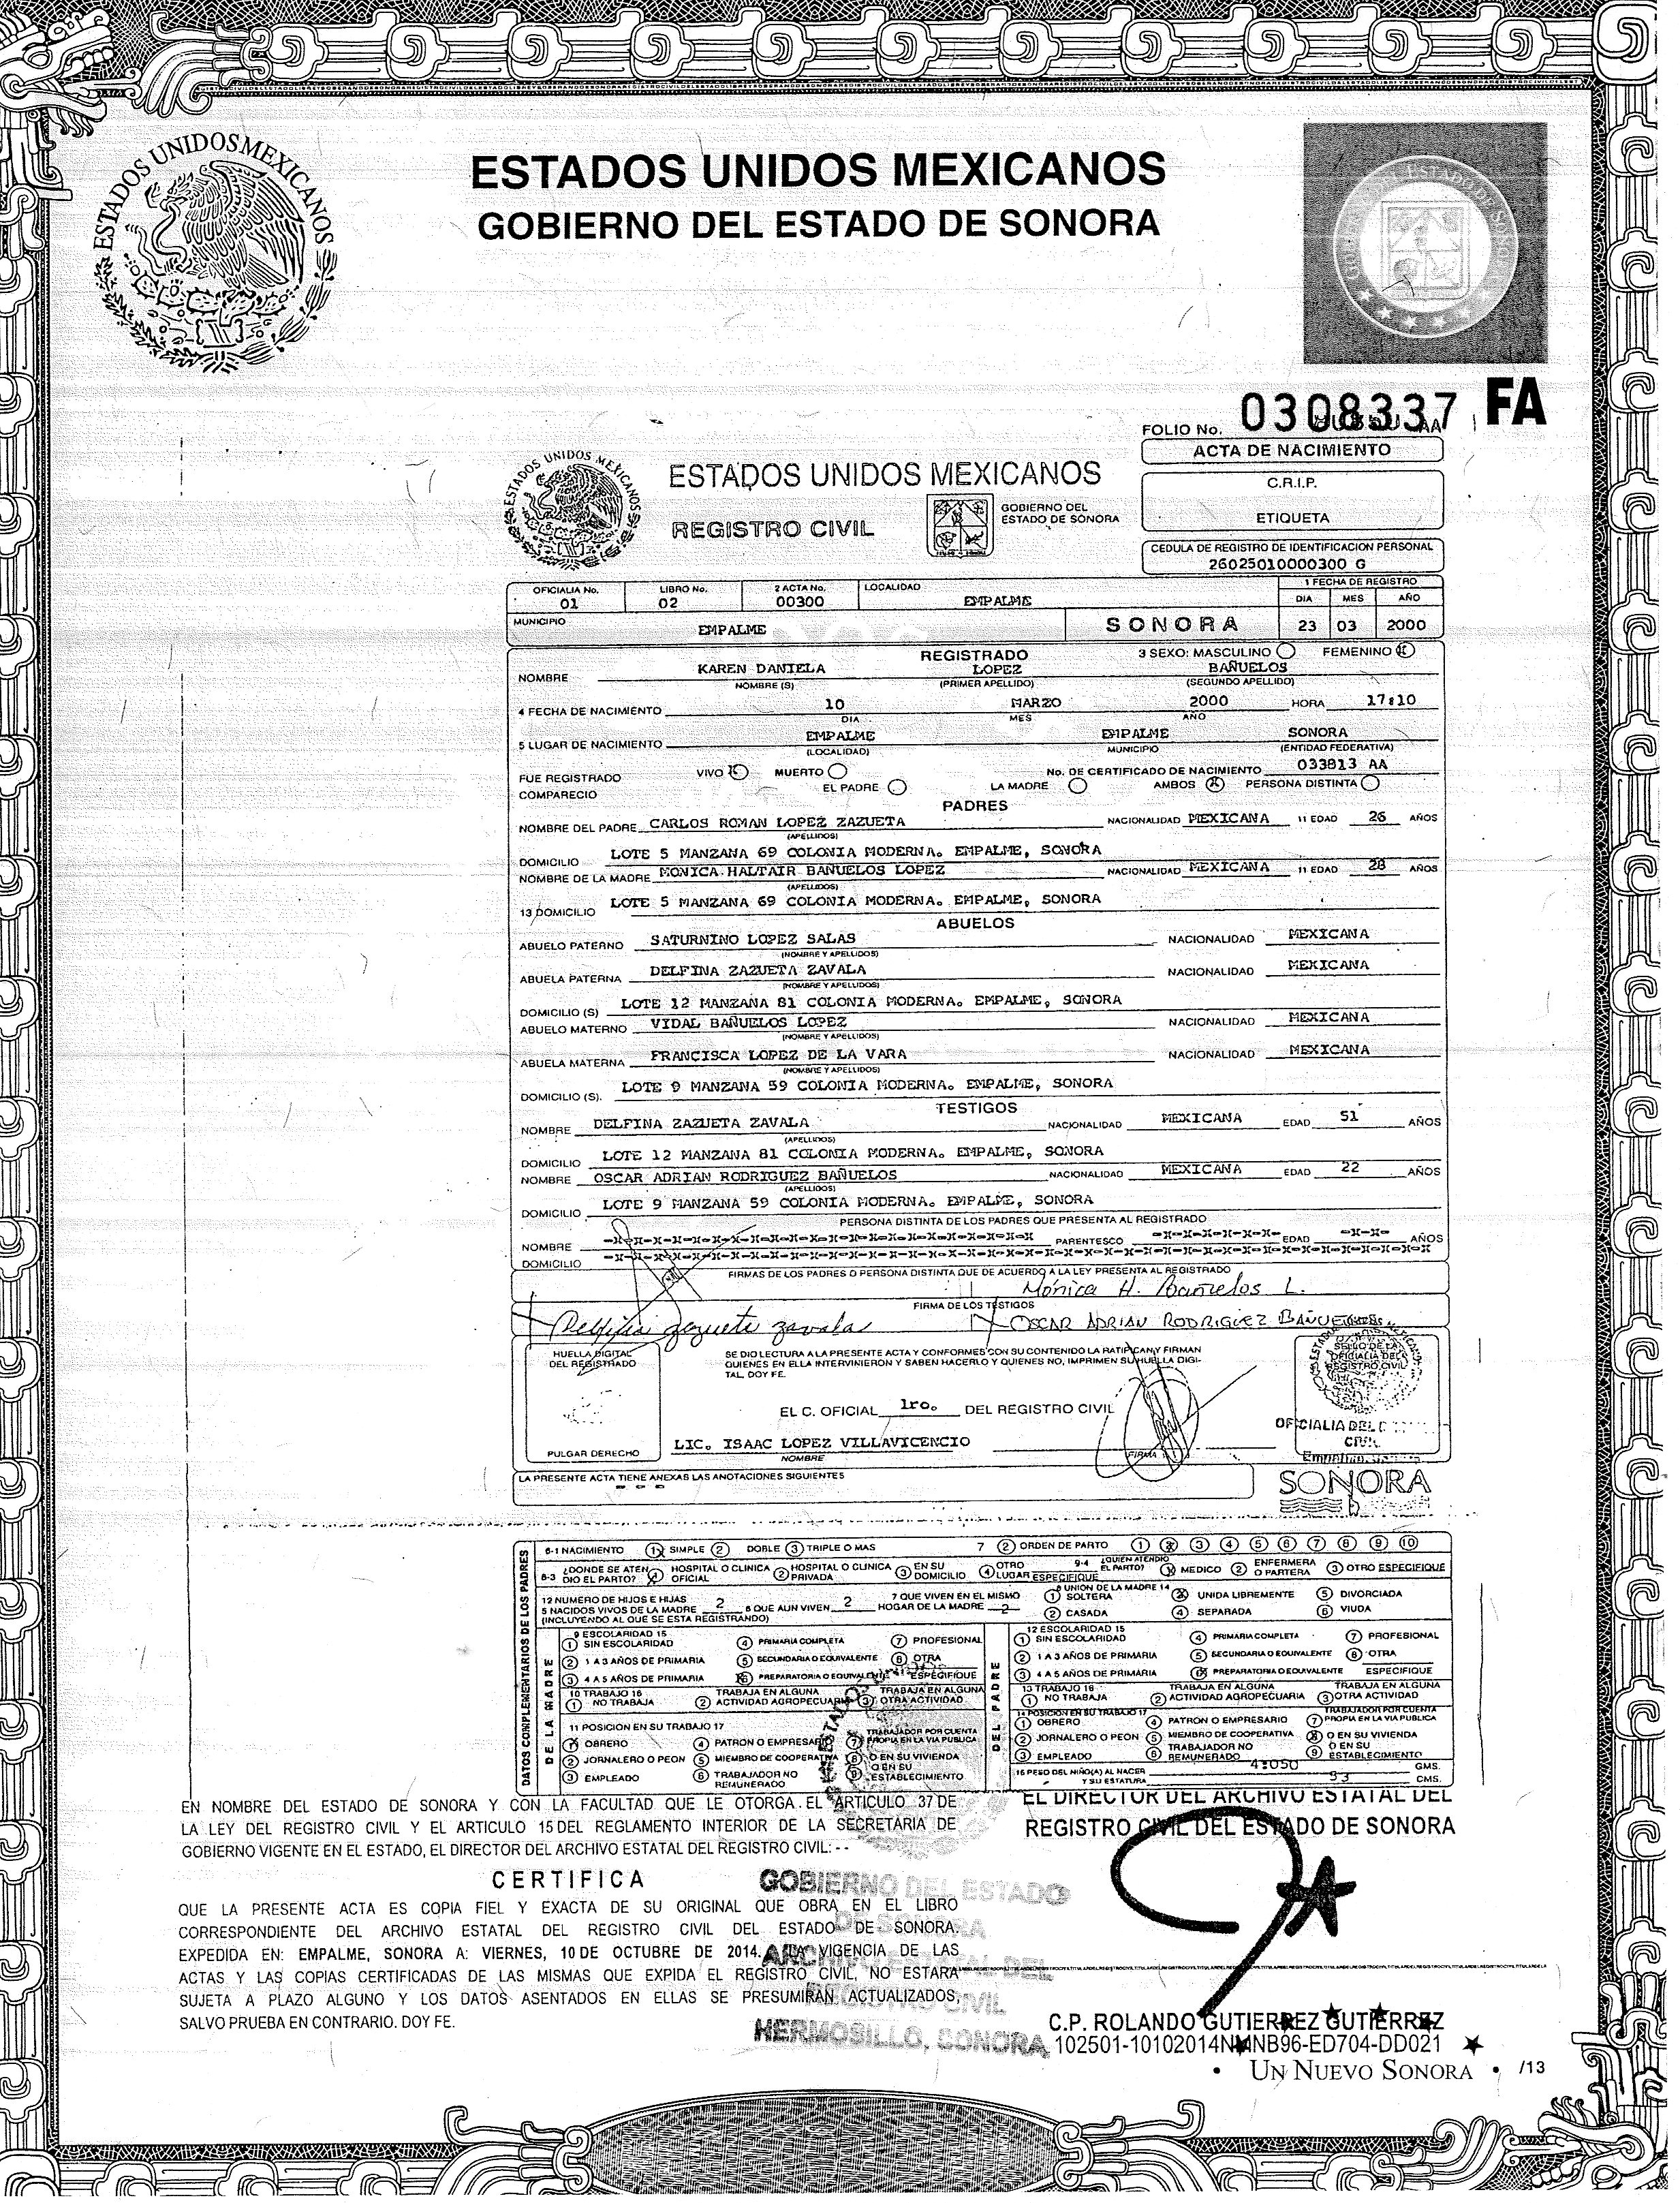 ESTADOS UNIDOS MEXICANOS
ESTADOS UNIDOS MEXICANOS
GOBIERNO DEL ESTADO DE SONORA
FOLIO No. 0308337 FA
ACTA DE NACIMIENTO
ESTADOS UNIDOS MEXICANOS
ESTADOS UNIDOS MEXICANOS
REGISTRO CIVIL
GOBIERNO DEL
ESTADO DE SONORA
C.R.I.P.
ETIQUETA
CEDULA DE REGISTRO DE IDENTIFICACION PERSONAL
26025010000300 G
OFICIALIA No. LIBRO No. 2 ACTA No. LOCALIDAD 1 FECHA DE REGISTRO
01 02 00300 EMPALME DIA MES AÑO
MUNICIPIO EMPALME SONORA 23 03 2000
REGISTRADO 3 SEXO: MASCULINO FEMENINO
NOMBRE KAREN DANIELA LOPEZ BAÑUELOS
NOMBRE (S) (PRIMER APELLIDO) (SEGUNDO APELLIDO)
4 FECHA DE NACIMIENTO 10 MARZO 2000 HORA 17:10
DIA MES AÑO
5 LUGAR DE NACIMIENTO EMPALME EMPALME SONORA
(LOCALIDAD) MUNICIPIO (ENTIDAD FEDERATIVA)
FUE REGISTRADO VIVO MUERTO No. DE CERTIFICADO DE NACIMIENTO 033813 AA
COMPARECIO EL PADRE LA MADRE AMBOS PERSONA DISTINTA
PADRES
NOMBRE DEL PADRE CARLOS ROMAN LOPEZ ZAZUETA NACIONALIDAD MEXICANA 11 EDAD 26 AÑOS
(APELLIDOS)
DOMICILIO LOTE 5 MANZANA 69 COLONIA MODERNA. EMPALME, SONORA
NOMBRE DE LA MADRE MONICA HALTAIR BAÑUELOS LOPEZ NACIONALIDAD MEXICANA 11 EDAD 28 AÑOS
(APELLIDOS)
13 DOMICILIO LOTE 5 MANZANA 69 COLONIA MODERNA. EMPALME, SONORA
ABUELOS
ABUELO PATERNO SATURNINO LOPEZ SALAS NACIONALIDAD MEXICANA
(NOMBRE Y APELLIDOS)
ABUELA PATERNA DELFINA ZAZUETA ZAVALA NACIONALIDAD MEXICANA
(NOMBRE Y APELLIDOS)
DOMICILIO (S) LOTE 12 MANZANA 81 COLONIA MODERNA. EMPALME, SONORA
ABUELO MATERNO VIDAL BAÑUELOS LOPEZ NACIONALIDAD MEXICANA
(NOMBRE Y APELLIDOS)
ABUELA MATERNA FRANCISCA LOPEZ DE LA VARA NACIONALIDAD MEXICANA
(NOMBRE Y APELLIDOS)
DOMICILIO (S). LOTE 9 MANZANA 59 COLONIA MODERNA. EMPALME, SONORA
TESTIGOS
NOMBRE DELFINA ZAZUETA ZAVALA NACIONALIDAD MEXICANA EDAD 51 AÑOS
(APELLIDOS)
DOMICILIO LOTE 12 MANZANA 81 COLONIA MODERNA. EMPALME, SONORA
NOMBRE OSCAR ADRIAN RODRIGUEZ BAÑUELOS NACIONALIDAD MEXICANA EDAD 22 AÑOS
(APELLIDOS)
DOMICILIO LOTE 9 MANZANA 59 COLONIA MODERNA. EMPALME, SONORA
PERSONA DISTINTA DE LOS PADRES QUE PRESENTA AL REGISTRADO
NOMBRE PARENTESCO EDAD AÑOS
DOMICILIO
FIRMAS DE LOS PADRES O PERSONA DISTINTA QUE DE ACUERDO A LA LEY PRESENTA AL REGISTRADO
Mónica H. Bañuelos L.
FIRMA DE LOS TESTIGOS
Delfina Zazueta Zavala OSCAR ADRIAN RODRIGUEZ BAÑUELOS
HUELLA DIGITAL
DEL REGISTRADO
PULGAR DERECHO
SE DIO LECTURA A LA PRESENTE ACTA Y CONFORMES CON SU CONTENIDO LA RATIFICAN Y FIRMAN
QUIENES EN ELLA INTERVINIERON Y SABEN HACERLO Y QUIENES NO, IMPRIMEN SU HUELLA DIGI-
TAL, DOY FE.
EL C. OFICIAL 1ro. DEL REGISTRO CIVIL
LIC. ISAAC LOPEZ VILLAVICENCIO
NOMBRE FIRMA
SELLO DE LA
OFICIALIA DEL
REGISTRO CIVIL
LA PRESENTE ACTA TIENE ANEXAS LAS ANOTACIONES SIGUIENTES
SONORA
DATOS COMPLEMENTARIOS DE LOS PADRES
6-1 NACIMIENTO 1 SIMPLE 2 DOBLE 3 TRIPLE O MAS 7 2 ORDEN DE PARTO 1 2 3 4 5 6 7 8 9 10
8-3 ¿DONDE SE ATENDIO EL PARTO? 1 HOSPITAL O CLINICA OFICIAL 2 HOSPITAL O CLINICA PRIVADA 3 EN SU DOMICILIO 4 OTRO LUGAR ESPECIFIQUE 9-4 ¿QUIEN ATENDIO EL PARTO? 1 MEDICO 2 ENFERMERA O PARTERA 3 OTRO ESPECIFIQUE
12 NUMERO DE HIJOS E HIJAS
5 NACIDOS VIVOS DE LA MADRE 2 6 QUE AUN VIVEN 2 7 QUE VIVEN EN EL MISMO HOGAR DE LA MADRE 2
(INCLUYENDO AL QUE SE ESTA REGISTRANDO)
8 UNION DE LA MADRE 14 1 SOLTERA 3 UNIDA LIBREMENTE 5 DIVORCIADA
2 CASADA 4 SEPARADA 6 VIUDA
DE LA MADRE
9 ESCOLARIDAD 15
1 SIN ESCOLARIDAD 4 PRIMARIA COMPLETA 7 PROFESIONAL
2 1 A 3 AÑOS DE PRIMARIA 5 SECUNDARIA O EQUIVALENTE 8 OTRA
3 4 A 5 AÑOS DE PRIMARIA 6 PREPARATORIA O EQUIVALENTE ESPECIFIQUE
10 TRABAJO 16
1 NO TRABAJA 2 TRABAJA EN ALGUNA ACTIVIDAD AGROPECUARIA 3 TRABAJA EN ALGUNA OTRA ACTIVIDAD
11 POSICION EN SU TRABAJO 17
1 OBRERO 4 PATRON O EMPRESARIO 7 TRABAJADOR POR CUENTA PROPIA EN LA VIA PUBLICA
2 JORNALERO O PEON 5 MIEMBRO DE COOPERATIVA 8 O EN SU VIVIENDA
3 EMPLEADO 6 TRABAJADOR NO REMUNERADO 9 O EN SU ESTABLECIMIENTO
DEL PADRE
12 ESCOLARIDAD 15
1 SIN ESCOLARIDAD 4 PRIMARIA COMPLETA 7 PROFESIONAL
2 1 A 3 AÑOS DE PRIMARIA 5 SECUNDARIA O EQUIVALENTE 8 OTRA
3 4 A 5 AÑOS DE PRIMARIA 6 PREPARATORIA O EQUIVALENTE ESPECIFIQUE
13 TRABAJO 16
1 NO TRABAJA 2 TRABAJA EN ALGUNA ACTIVIDAD AGROPECUARIA 3 TRABAJA EN ALGUNA OTRA ACTIVIDAD
14 POSICION EN SU TRABAJO 17
1 OBRERO 4 PATRON O EMPRESARIO 7 TRABAJADOR POR CUENTA PROPIA EN LA VIA PUBLICA
2 JORNALERO O PEON 5 MIEMBRO DE COOPERATIVA 8 O EN SU VIVIENDA
3 EMPLEADO 6 TRABAJADOR NO REMUNERADO 9 O EN SU ESTABLECIMIENTO
15 PESO DEL NIÑO(A) AL NACER 4:050 GMS.
Y SU ESTATURA 53 CMS.
EN NOMBRE DEL ESTADO DE SONORA Y CON LA FACULTAD QUE LE OTORGA EL ARTICULO 37 DE
LA LEY DEL REGISTRO CIVIL Y EL ARTICULO 15 DEL REGLAMENTO INTERIOR DE LA SECRETARIA DE
GOBIERNO VIGENTE EN EL ESTADO, EL DIRECTOR DEL ARCHIVO ESTATAL DEL REGISTRO CIVIL: - -
CERTIFICA
QUE LA PRESENTE ACTA ES COPIA FIEL Y EXACTA DE SU ORIGINAL QUE OBRA EN EL LIBRO
CORRESPONDIENTE DEL ARCHIVO ESTATAL DEL REGISTRO CIVIL DEL ESTADO DE SONORA.
EXPEDIDA EN: EMPALME, SONORA A: VIERNES, 10 DE OCTUBRE DE 2014. LA VIGENCIA DE LAS
ACTAS Y LAS COPIAS CERTIFICADAS DE LAS MISMAS QUE EXPIDA EL REGISTRO CIVIL, NO ESTARA
SUJETA A PLAZO ALGUNO Y LOS DATOS ASENTADOS EN ELLAS SE PRESUMIRAN ACTUALIZADOS,
SALVO PRUEBA EN CONTRARIO. DOY FE.
GOBIERNO DEL ESTADO
DE SONORA
ARCHIVO ESTATAL DEL
REGISTRO CIVIL
HERMOSILLO, SONORA
EL DIRECTOR DEL ARCHIVO ESTATAL DEL
REGISTRO CIVIL DEL ESTADO DE SONORA
C.P. ROLANDO GUTIERREZ GUTIERREZ
102501-10102014NMNB96-ED704-DD021
• UN NUEVO SONORA • /13